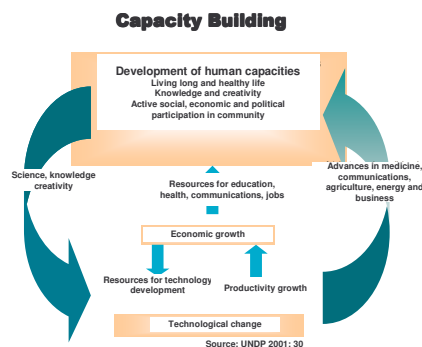 Capacity Building
Development of human capacities
Living long and healthy life
Knowledge and creativity
Active social, economic and political
participation in community
Science, knowledge
creativity
Advances in medicine,
communications,
agriculture, energy and
business
Resources for education,
health, communications, jobs
Economic growth
Resources for technology
development
Productivity growth
Technological change
Source: UNDP 2001: 30